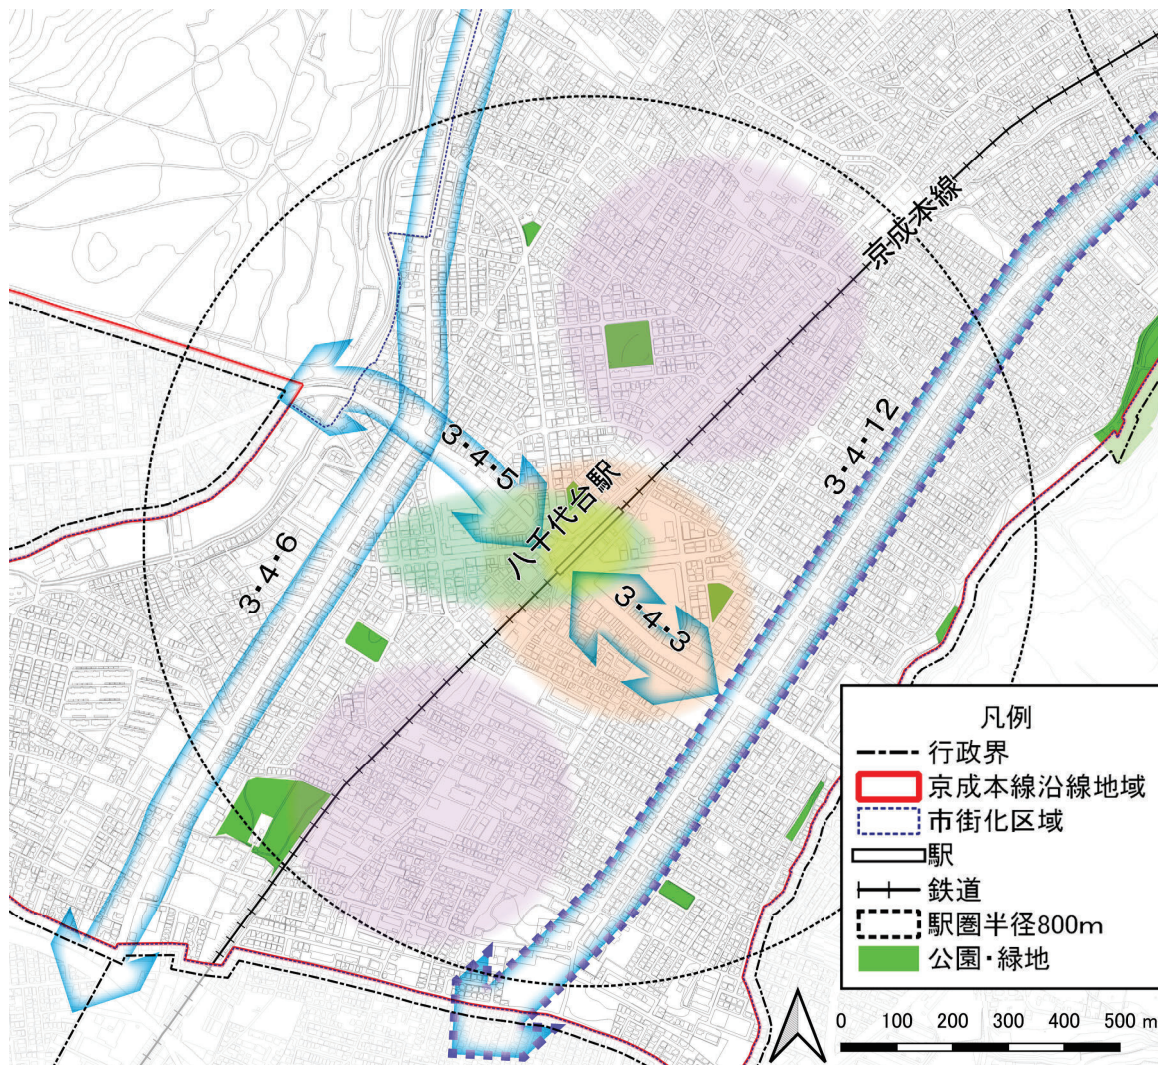 京成本線
3・4・12
3・4・5
八千代台駅
3・4・6
3・4・3
凡例
行政界
京成本線沿線地域
市街化区域
駅
鉄道
駅圏半径800m
公園・緑地
0 100 200 300 400 500 m